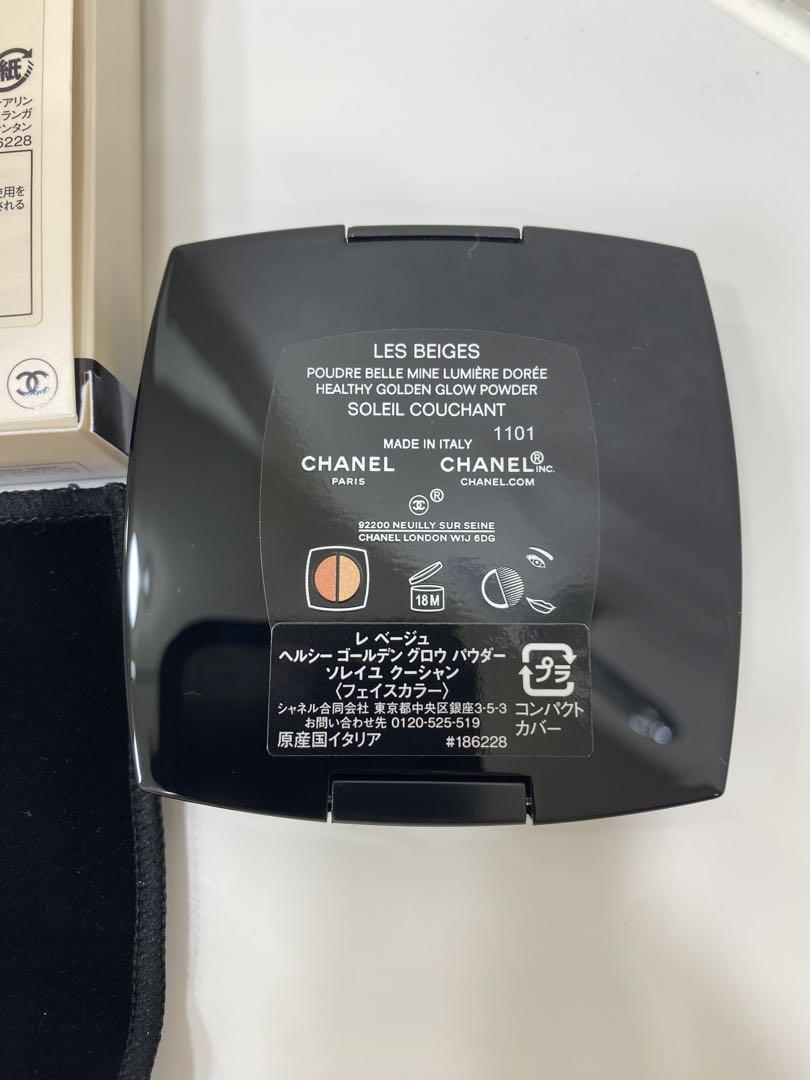 紙
アリン
ランガ
ンタン
6228
使用を
される
LES BEIGES
POUDRE BELLE MINE LUMIÈRE DORÉE
HEALTHY GOLDEN GLOW POWDER
SOLEIL COUCHANT
MADE IN ITALY 1101
CHANEL CHANEL® INC.
PARIS CHANEL.COM
®
92200 NEUILLY SUR SEINE
CHANEL LONDON W1J 6DG
18M
レ ベージュ
ヘルシー ゴールデン グロウ パウダー
ソレイユ クーシャン
〈フェイスカラー〉
シャネル合同会社 東京都中央区銀座3-5-3
お問い合わせ先 0120-525-519
原産国イタリア #186228
プラ
コンパクト
カバー